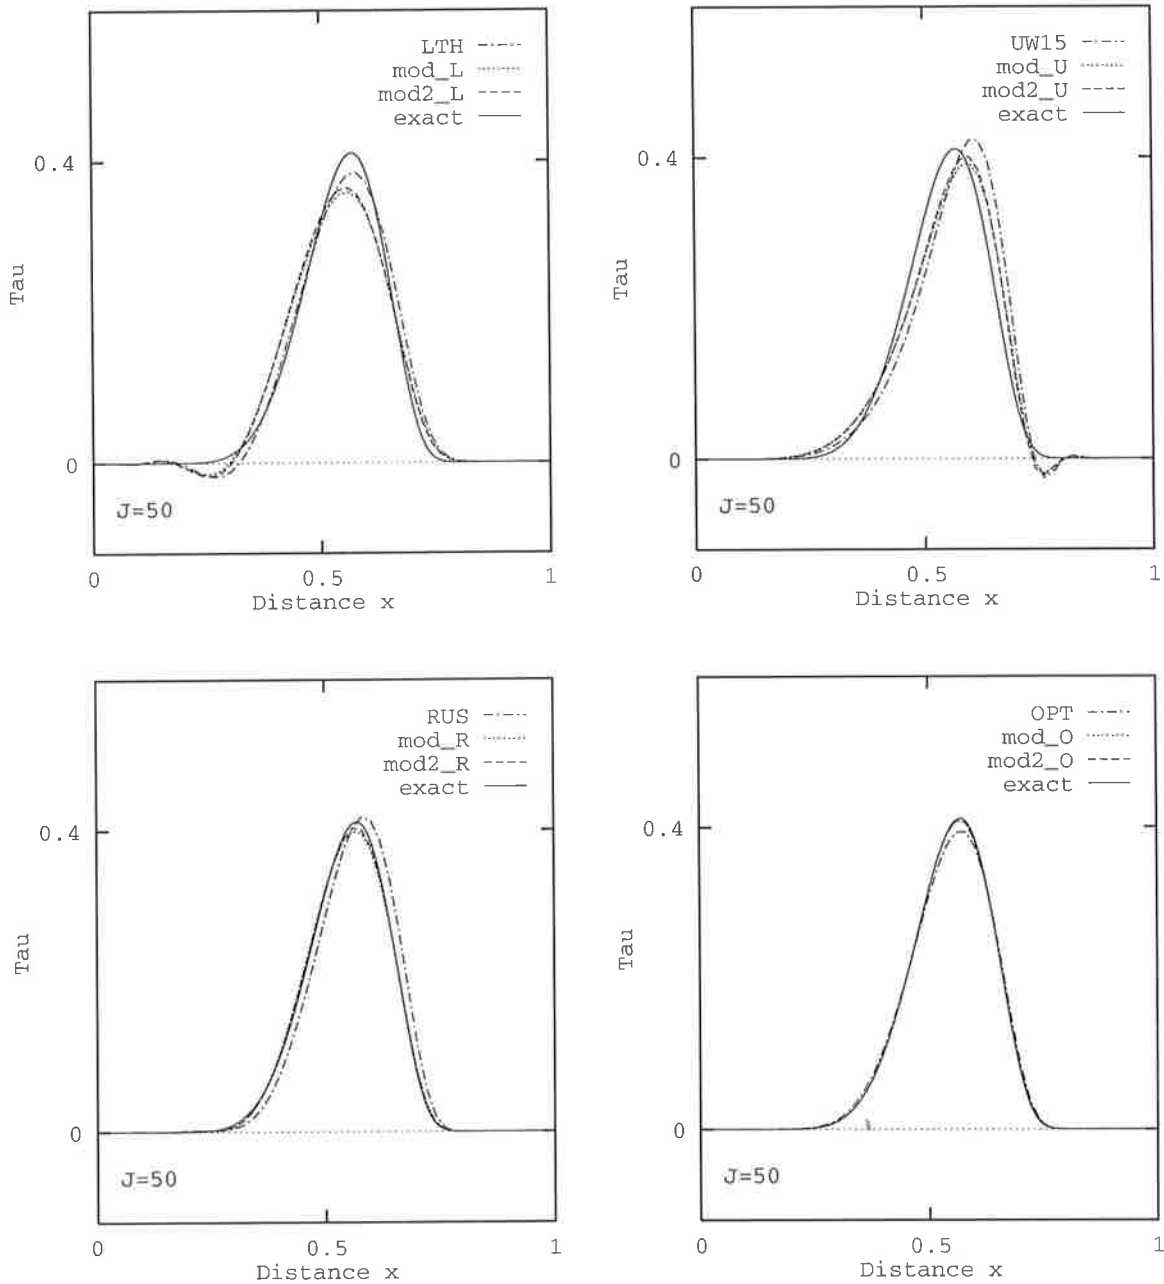 LTH
mod_L
mod2_L
exact
0.4
Tau
0
J=50
0 0.5 1
Distance x
UW15
mod_U
mod2_U
exact
0.4
Tau
0
J=50
0 0.5 1
Distance x
RUS
mod_R
mod2_R
exact
0.4
Tau
0
J=50
0 0.5 1
Distance x
OPT
mod_O
mod2_O
exact
0.4
Tau
0
J=50
0 0.5 1
Distance x